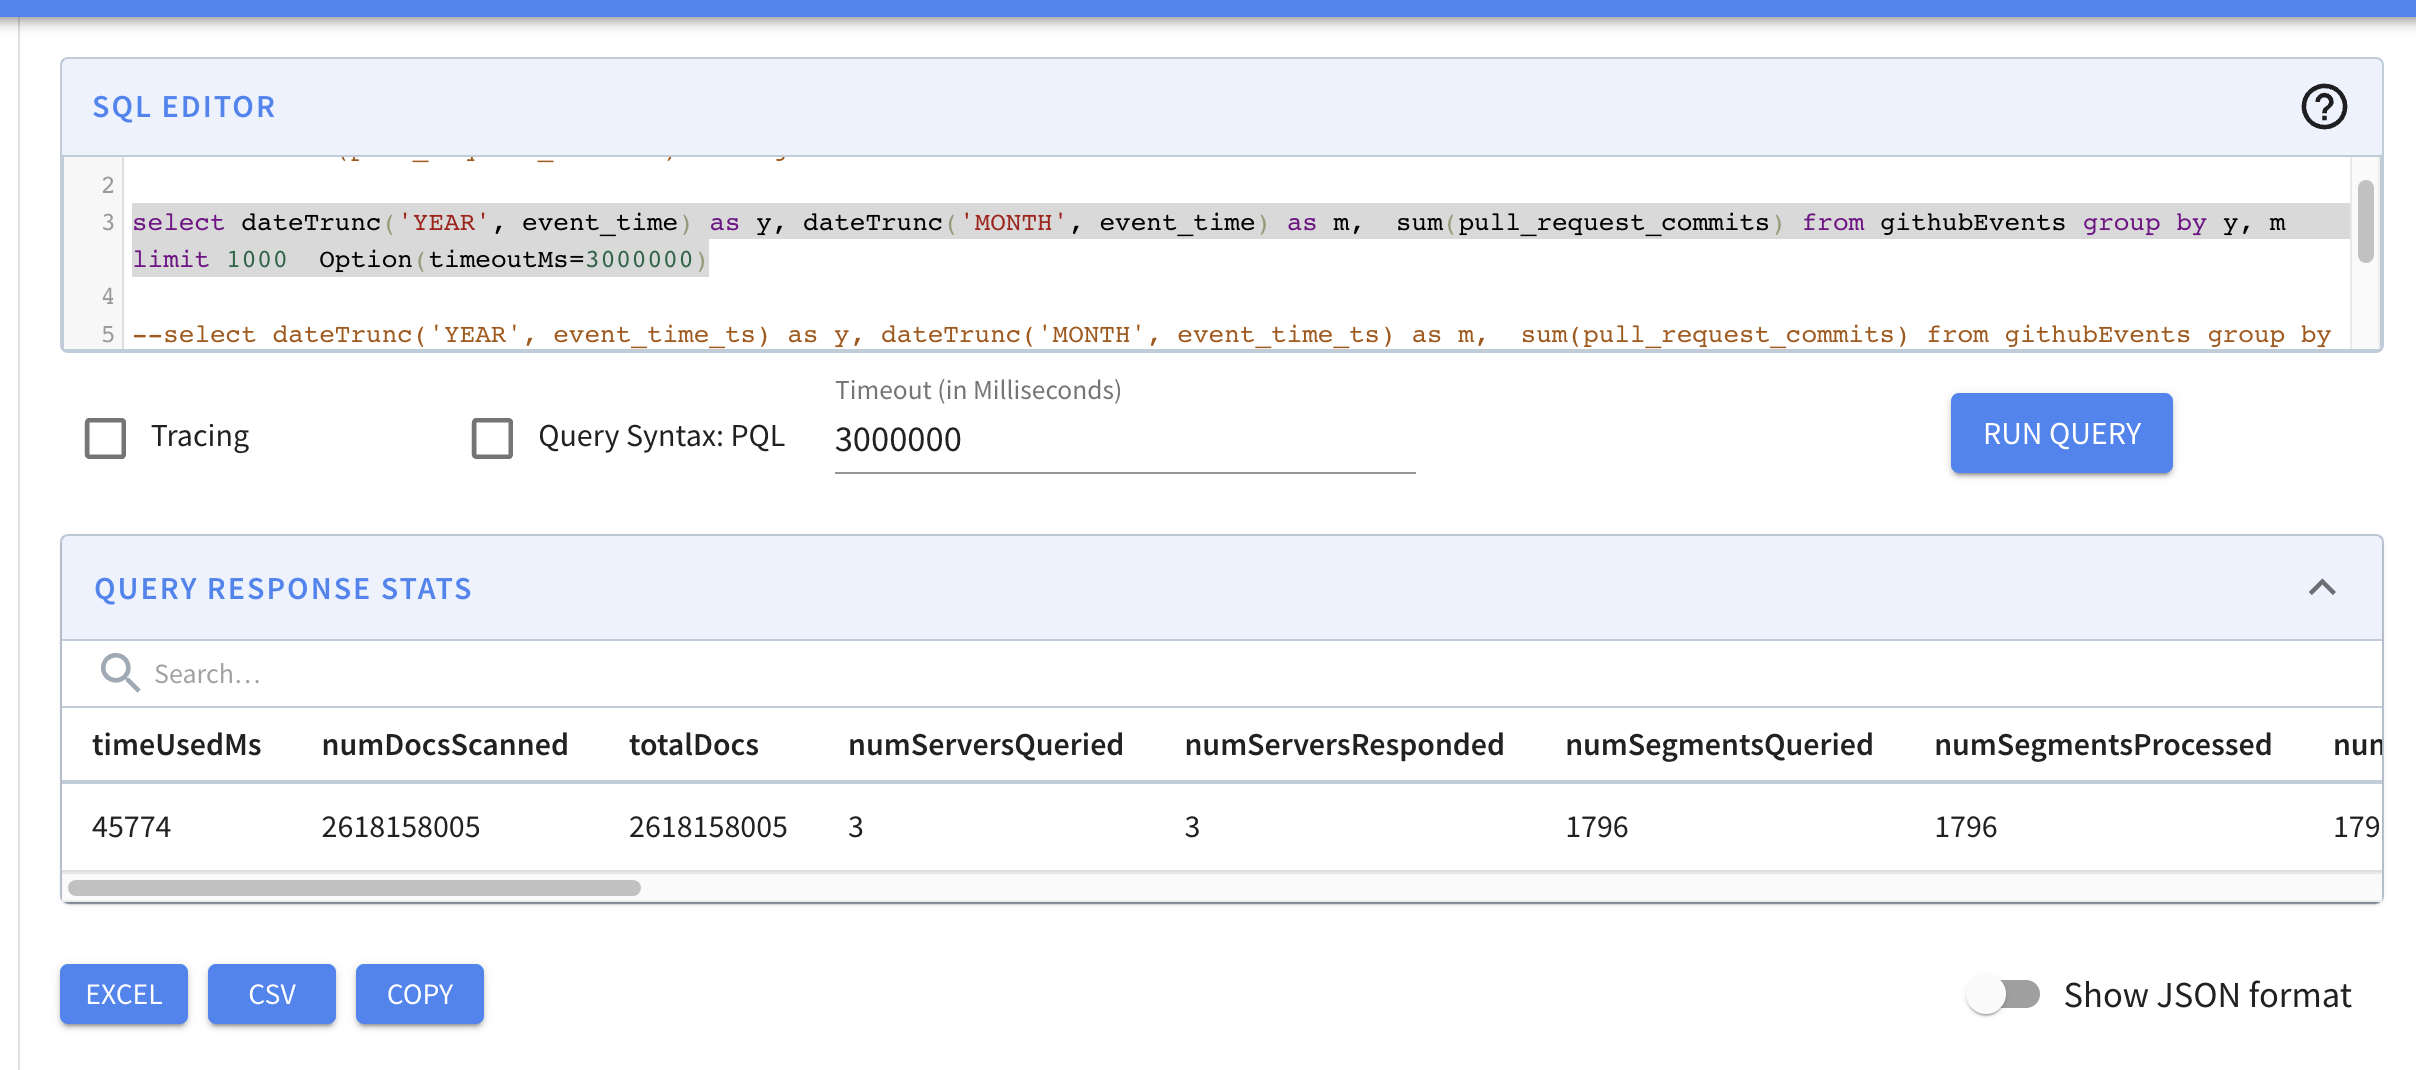 SQL EDITOR
2
3 select dateTrunc('YEAR', event_time) as y, dateTrunc('MONTH', event_time) as m,  sum(pull_request_commits) from githubEvents group by y, m
limit 1000  Option(timeoutMs=3000000)
4
5 --select dateTrunc('YEAR', event_time_ts) as y, dateTrunc('MONTH', event_time_ts) as m,  sum(pull_request_commits) from githubEvents group by
Timeout (in Milliseconds)
Tracing Query Syntax: PQL 3000000 RUN QUERY
QUERY RESPONSE STATS
Search...
timeUsedMs numDocsScanned totalDocs numServersQueried numServersResponded numSegmentsQueried numSegmentsProcessed num
45774 2618158005 2618158005 3 3 1796 1796 179
EXCEL CSV COPY Show JSON format